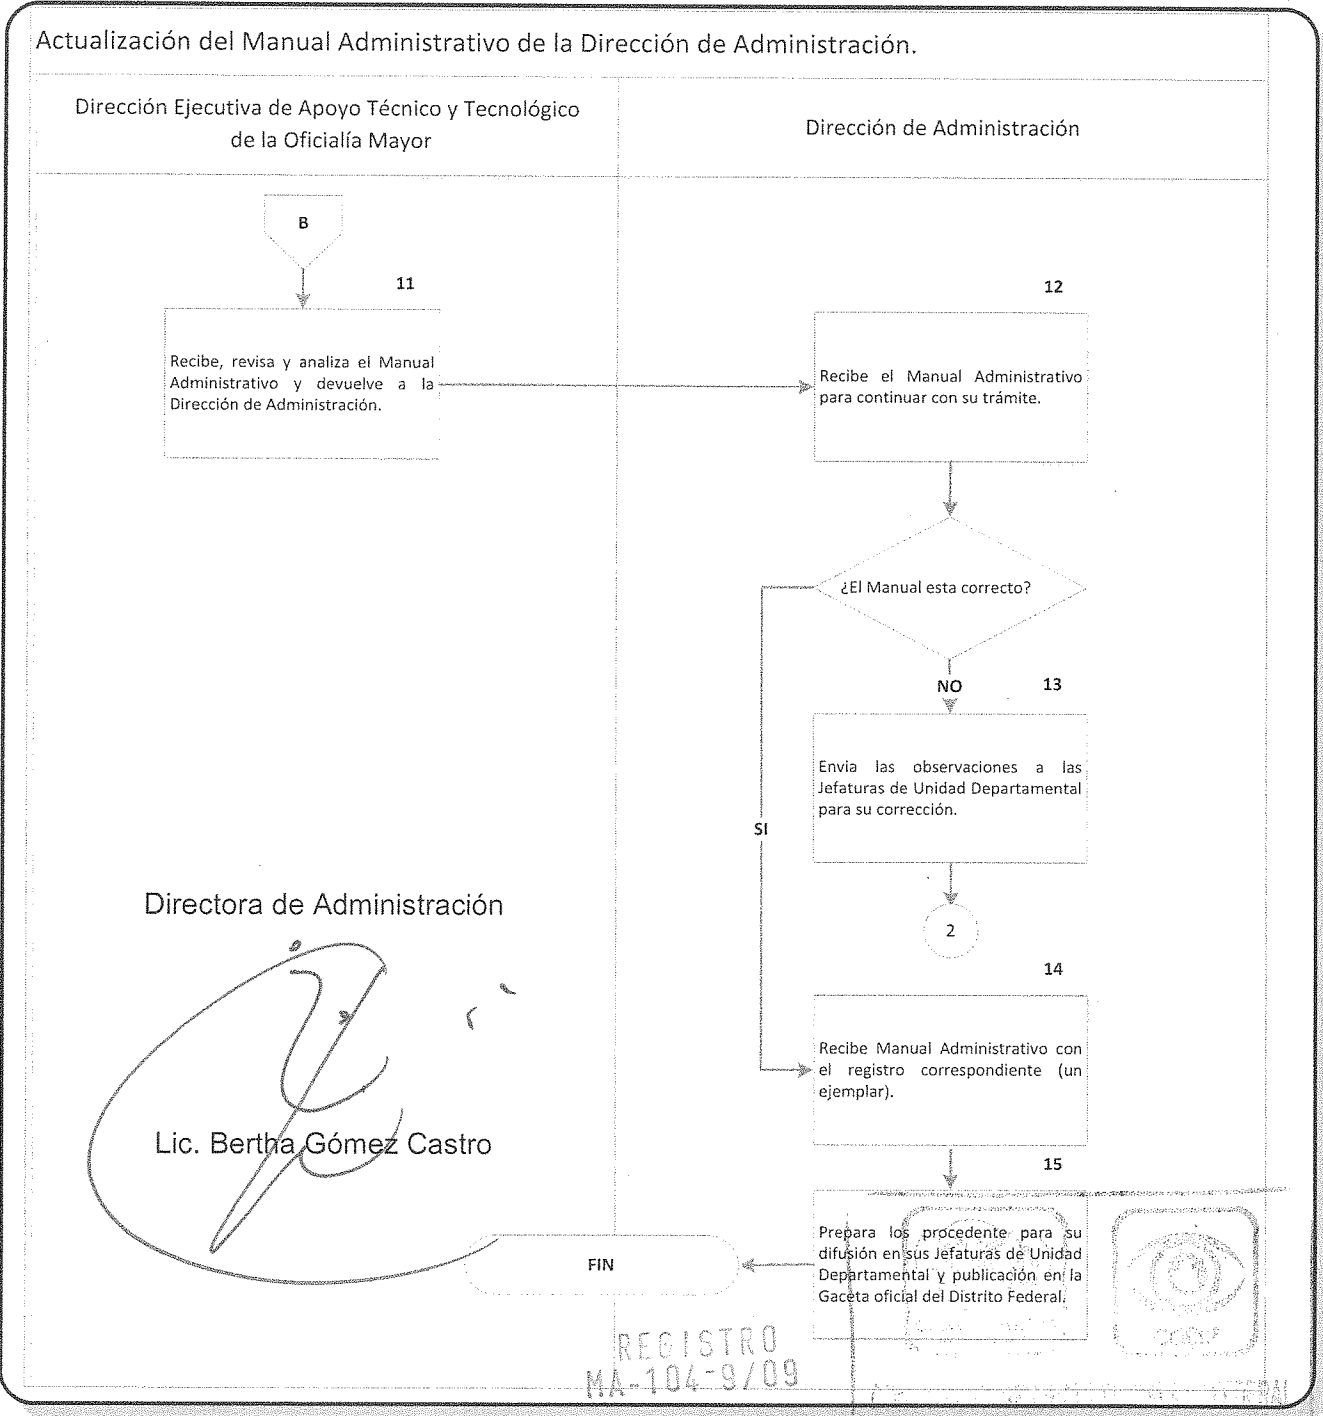 Actualización del Manual Administrativo de la Dirección de Administración.
Dirección Ejecutiva de Apoyo Técnico y Tecnológico
de la Oficialía Mayor
Dirección de Administración
B
11
Recibe, revisa y analiza el Manual
Administrativo y devuelve a la
Dirección de Administración.
12
Recibe el Manual Administrativo
para continuar con su trámite.
¿El Manual esta correcto?
NO
13
Envia las observaciones a las
Jefaturas de Unidad Departamental
para su corrección.
SI
2
14
Recibe Manual Administrativo con
el registro correspondiente (un
ejemplar).
15
Prepara los procedente para su
difusión en sus Jefaturas de Unidad
Departamental y publicación en la
Gaceta oficial del Distrito Federal.
FIN
Directora de Administración
Lic. Bertha Gómez Castro
REGISTRO
MA-104-9/09